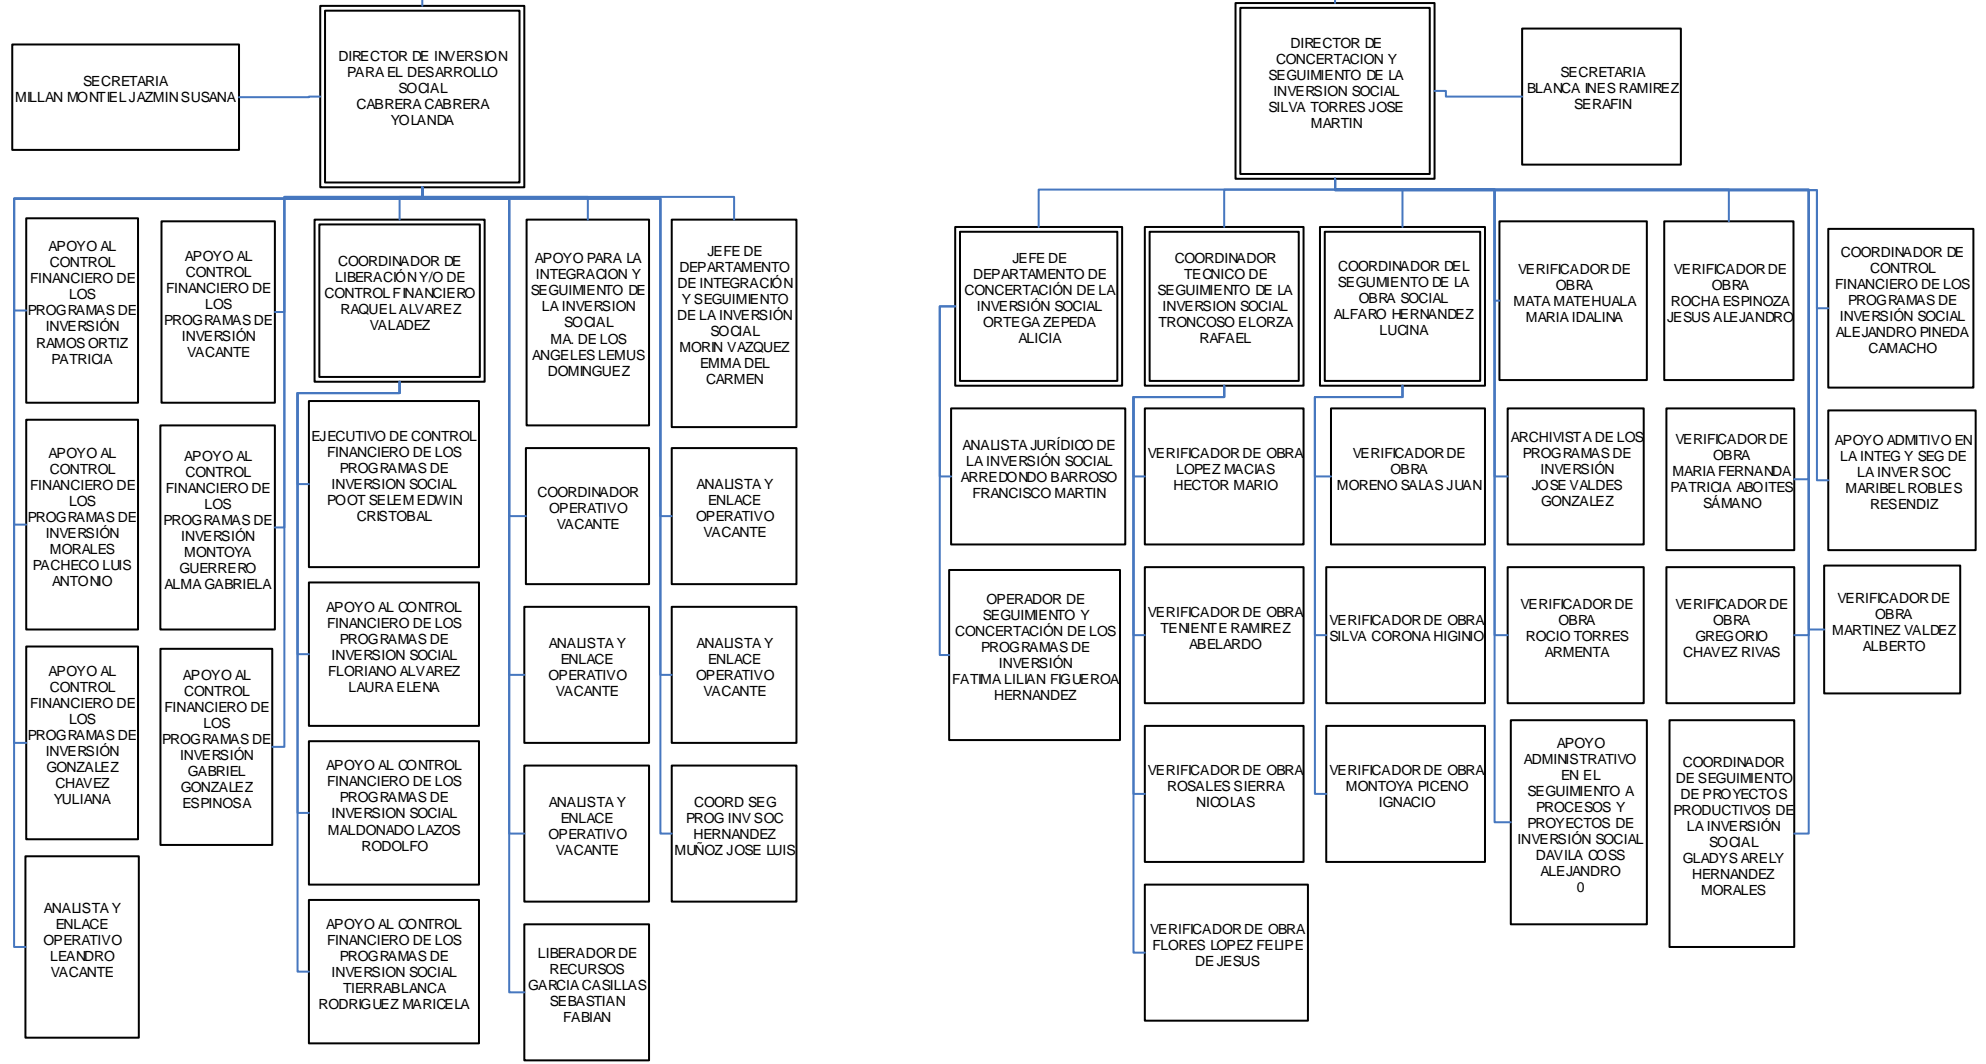 SECRETARIA
MILLAN MONTIEL JAZMIN SUSANA
DIRECTOR DE INVERSION
PARA EL DESARROLLO
SOCIAL
CABRERA CABRERA
YOLANDA
APOYO AL
CONTROL
FINANCIERO DE
LOS
PROGRAMAS DE
INVERSIÓN
RAMOS ORTIZ
PATRICIA
APOYO AL
CONTROL
FINANCIERO DE
LOS
PROGRAMAS DE
INVERSIÓN
MORALES
PACHECO LUIS
ANTONIO
APOYO AL
CONTROL
FINANCIERO DE
LOS
PROGRAMAS DE
INVERSIÓN
GONZALEZ
CHAVEZ
YULIANA
ANALISTA Y
ENLACE
OPERATIVO
LEANDRO
VACANTE
APOYO AL
CONTROL
FINANCIERO DE
LOS
PROGRAMAS DE
INVERSIÓN
VACANTE
APOYO AL
CONTROL
FINANCIERO DE
LOS
PROGRAMAS DE
INVERSIÓN
MONTOYA
GUERRERO
ALMA GABRIELA
APOYO AL
CONTROL
FINANCIERO DE
LOS
PROGRAMAS DE
INVERSIÓN
GABRIEL
GONZALEZ
ESPINOSA
COORDINADOR DE
LIBERACIÓN Y/O DE
CONTROL FINANCIERO
RAQUEL ALVAREZ
VALADEZ
EJECUTIVO DE CONTROL
FINANCIERO DE LOS
PROGRAMAS DE
INVERSION SOCIAL
POOT SELEM EDWIN
CRISTOBAL
APOYO AL CONTROL
FINANCIERO DE LOS
PROGRAMAS DE
INVERSION SOCIAL
FLORIANO ALVAREZ
LAURA ELENA
APOYO AL CONTROL
FINANCIERO DE LOS
PROGRAMAS DE
INVERSION SOCIAL
MALDONADO LAZOS
RODOLFO
APOYO AL CONTROL
FINANCIERO DE LOS
PROGRAMAS DE
INVERSION SOCIAL
TIERRABLANCA
RODRIGUEZ MARICELA
APOYO PARA LA
INTEGRACION Y
SEGUIMIENTO DE
LA INVERSION
SOCIAL
MA. DE LOS
ANGELES LEMUS
DOMINGUEZ
COORDINADOR
OPERATIVO
VACANTE
ANALISTA Y
ENLACE
OPERATIVO
VACANTE
ANALISTA Y
ENLACE
OPERATIVO
VACANTE
LIBERADOR DE
RECURSOS
GARCIA CASILLAS
SEBASTIAN
FABIAN
JEFE DE
DEPARTAMENTO
DE INTEGRACIÓN
Y SEGUIMIENTO
DE LA INVERSIÓN
SOCIAL
MORIN VAZQUEZ
EMMA DEL
CARMEN
ANALISTA Y
ENLACE
OPERATIVO
VACANTE
ANALISTA Y
ENLACE
OPERATIVO
VACANTE
COORD SEG
PROG INV SOC
HERNANDEZ
MUÑOZ JOSE LUIS
DIRECTOR DE
CONCERTACION Y
SEGUIMIENTO DE LA
INVERSION SOCIAL
SILVA TORRES JOSE
MARTIN
SECRETARIA
BLANCA INES RAMIREZ
SERAFIN
JEFE DE
DEPARTAMENTO DE
CONCERTACIÓN DE LA
INVERSIÓN SOCIAL
ORTEGA ZEPEDA
ALICIA
ANALISTA JURÍDICO DE
LA INVERSIÓN SOCIAL
ARREDONDO BARROSO
FRANCISCO MARTIN
OPERADOR DE
SEGUIMIENTO Y
CONCERTACIÓN DE LOS
PROGRAMAS DE
INVERSIÓN
FATIMA LILIAN FIGUEROA
HERNANDEZ
COORDINADOR
TECNICO DE
SEGUIMIENTO DE LA
INVERSION SOCIAL
TRONCOSO ELORZA
RAFAEL
VERIFICADOR DE OBRA
LOPEZ MACIAS
HECTOR MARIO
VERIFICADOR DE OBRA
TENIENTE RAMIREZ
ABELARDO
VERIFICADOR DE OBRA
ROSALES SIERRA
NICOLAS
VERIFICADOR DE OBRA
FLORES LOPEZ FELIPE
DE JESUS
COORDINADOR DEL
SEGUMIENTO DE LA
OBRA SOCIAL
ALFARO HERNANDEZ
LUCINA
VERIFICADOR DE
OBRA
MORENO SALAS JUAN
VERIFICADOR DE OBRA
SILVA CORONA HIGINIO
VERIFICADOR DE OBRA
MONTOYA PICENO
IGNACIO
VERIFICADOR DE
OBRA
MATA MATEHUALA
MARIA IDALINA
ARCHIVISTA DE LOS
PROGRAMAS DE
INVERSIÓN
JOSE VALDES
GONZALEZ
VERIFICADOR DE
OBRA
ROCIO TORRES
ARMENTA
APOYO
ADMINISTRATIVO
EN EL
SEGUIMIENTO A
PROCESOS Y
PROYECTOS DE
INVERSIÓN SOCIAL
DAVILA COSS
ALEJANDRO
0
VERIFICADOR DE
OBRA
ROCHA ESPINOZA
JESUS ALEJANDRO
VERIFICADOR DE
OBRA
MARIA FERNANDA
PATRICIA ABOITES
SÁMANO
VERIFICADOR DE
OBRA
GREGORIO
CHAVEZ RIVAS
COORDINADOR
DE SEGUIMIENTO
DE PROYECTOS
PRODUCTIVOS DE
LA INVERSIÓN
SOCIAL
GLADYS ARELY
HERNANDEZ
MORALES
COORDINADOR DE
CONTROL
FINANCIERO DE LOS
PROGRAMAS DE
INVERSIÓN SOCIAL
ALEJANDRO PINEDA
CAMACHO
APOYO ADMITIVO EN
LA INTEG Y SEG DE
LA INVER SOC
MARIBEL ROBLES
RESENDIZ
VERIFICADOR DE
OBRA
MARTINEZ VALDEZ
ALBERTO